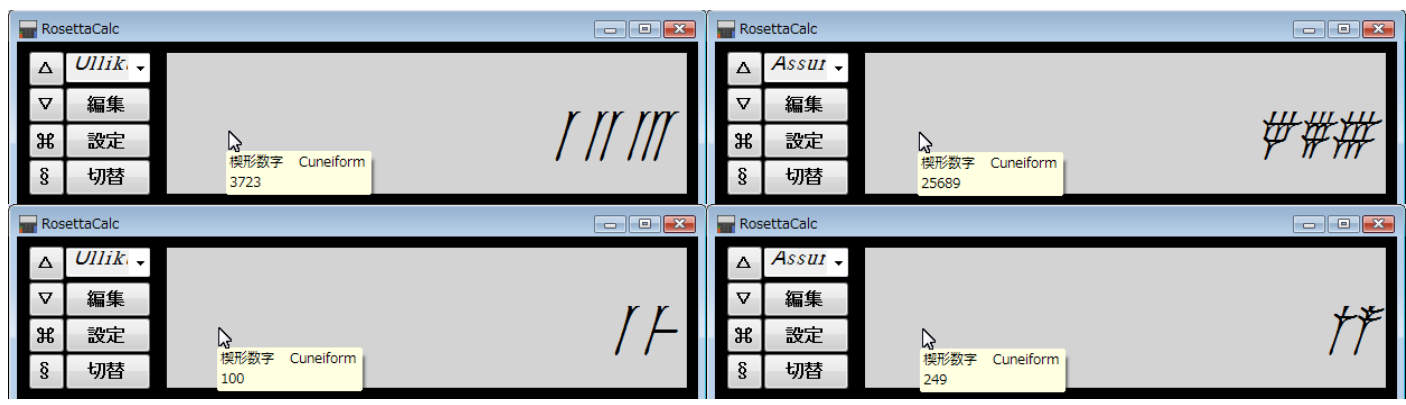 RosettaCalc
△ Ullik
▽ 編集
⌘ 設定
§ 切替
楔形数字 Cuneiform
3723
RosettaCalc
△ Assur
▽ 編集
⌘ 設定
§ 切替
楔形数字 Cuneiform
25689
RosettaCalc
△ Ullik
▽ 編集
⌘ 設定
§ 切替
楔形数字 Cuneiform
100
RosettaCalc
△ Assur
▽ 編集
⌘ 設定
§ 切替
楔形数字 Cuneiform
249